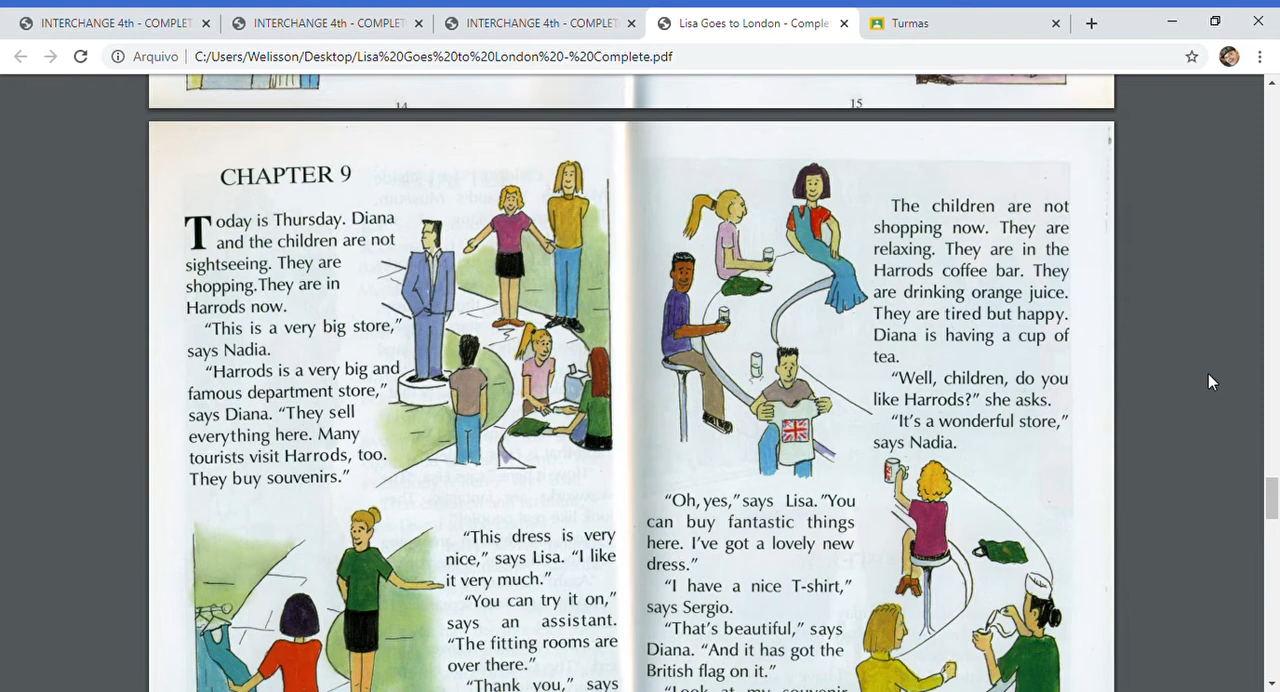 INTERCHANGE 4th - COMPLET
INTERCHANGE 4th - COMPLET
INTERCHANGE 4th - COMPLET
Lisa Goes to London - Comple
Turmas
Arquivo
C:/Users/Welisson/Desktop/Lisa%20Goes%20to%20London%20-%20Complete.pdf
14
15
CHAPTER 9
Today is Thursday. Diana
and the children are not
sightseeing. They are
shopping.They are in
Harrods now.
“This is a very big store,”
says Nadia.
“Harrods is a very big and
famous department store,”
says Diana. “They sell
everything here. Many
tourists visit Harrods, too.
They buy souvenirs.”
“This dress is very
nice,” says Lisa. “I like
it very much.”
“You can try it on,”
says an assistant.
“The fitting rooms are
over there.”
“Thank you,” says
The children are not
shopping now. They are
relaxing. They are in the
Harrods coffee bar. They
are drinking orange juice.
They are tired but happy.
Diana is having a cup of
tea.
“Well, children, do you
like Harrods?” she asks.
“It’s a wonderful store,”
says Nadia.
“Oh, yes,” says Lisa. ”You
can buy fantastic things
here. I’ve got a lovely new
dress.”
“I have a nice T-shirt,”
says Sergio.
“That’s beautiful,” says
Diana. “And it has got the
British flag on it.”
“Look at my souvenir